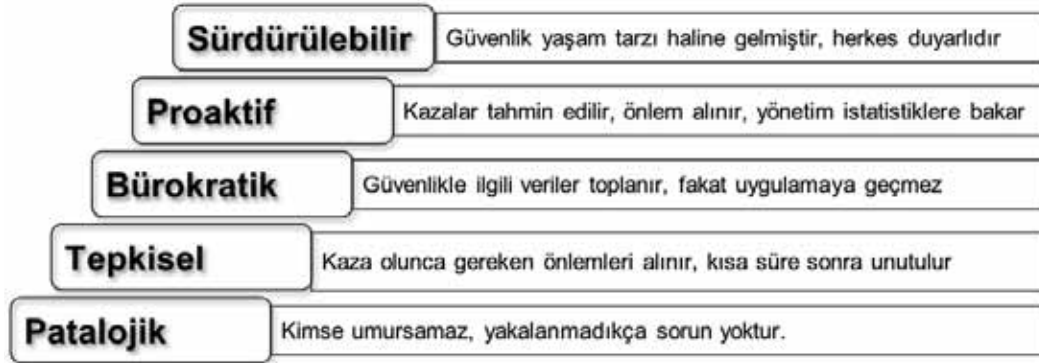 Sürdürülebilir Güvenlik yaşam tarzı haline gelmiştir, herkes duyarlıdır
Proaktif Kazalar tahmin edilir, önlem alınır, yönetim istatistiklere bakar
Bürokratik Güvenlikle ilgili veriler toplanır, fakat uygulamaya geçmez
Tepkisel Kaza olunca gereken önlemleri alınır, kısa süre sonra unutulur
Patalojik Kimse umursamaz, yakalanmadıkça sorun yoktur.